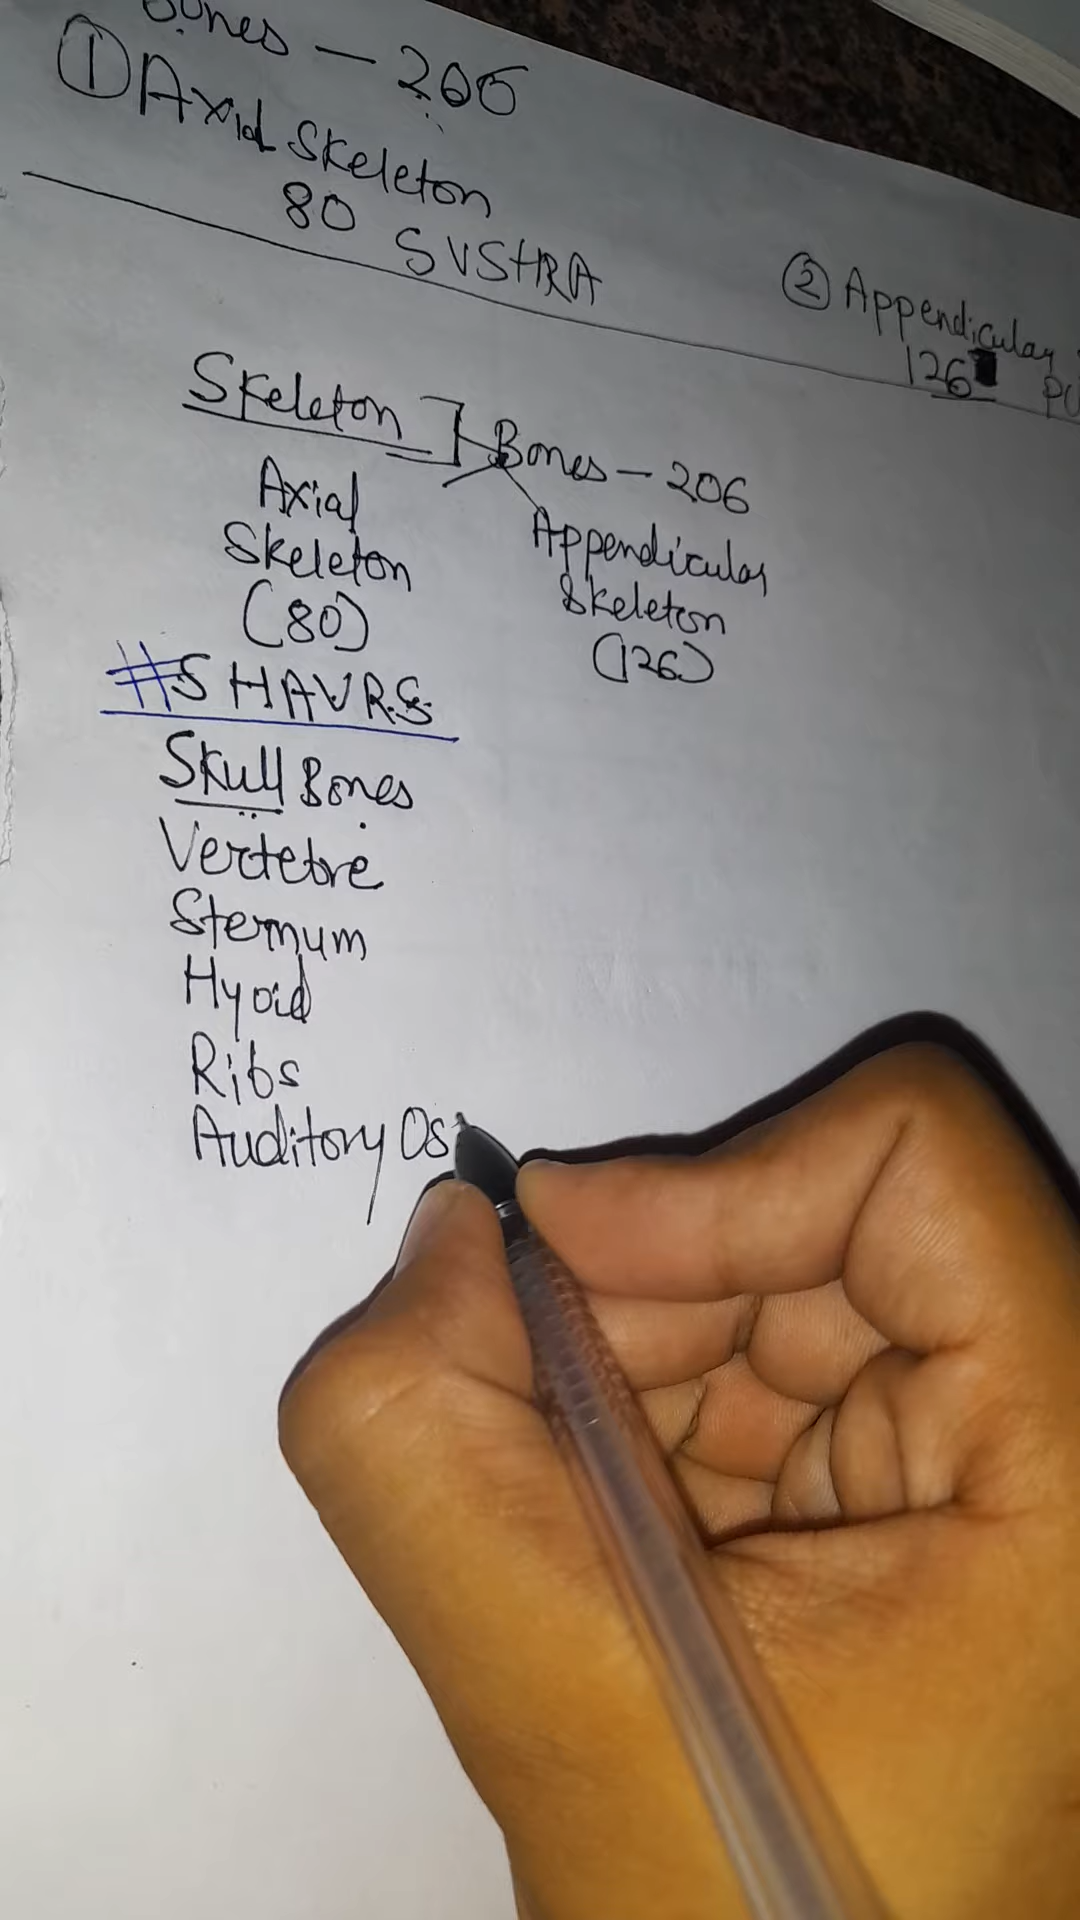 Bones - 206
① Axial Skeleton
80 SVSHRA
② Appendicular
126
Skeleton ] Bones - 206
Axial
Skeleton
(80)
Appendicular
Skeleton
(126)
#SHAVR.S.
Skull Bones
Vertebre
Sternum
Hyoid
Ribs
Auditory Os